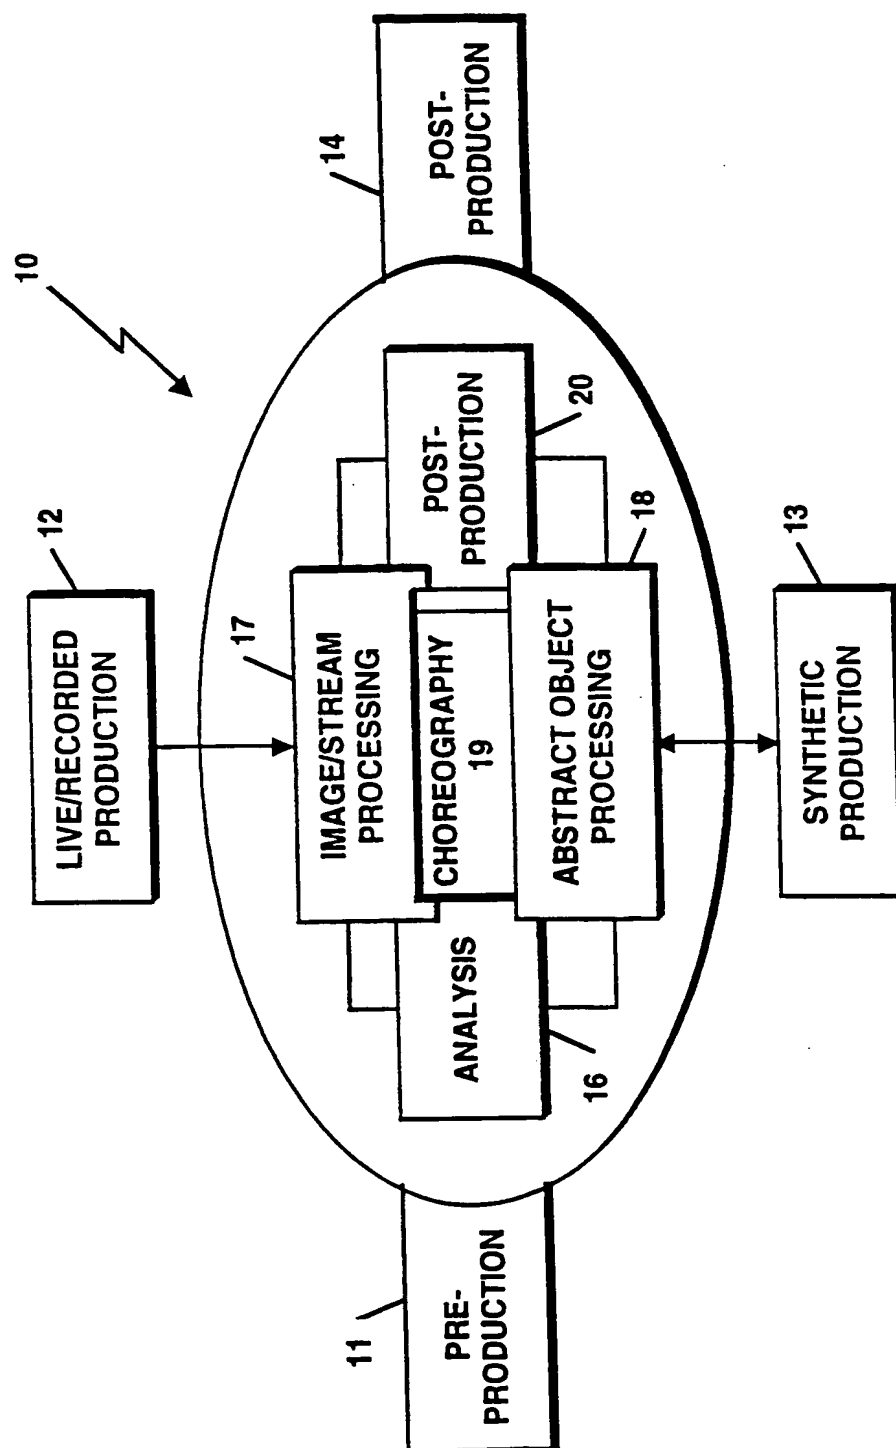 10
12
LIVE/RECORDED
PRODUCTION
14
POST-
PRODUCTION
17
IMAGE/STREAM
PROCESSING
CHOREOGRAPHY
19
ANALYSIS
16
POST-
PRODUCTION
20
ABSTRACT OBJECT
PROCESSING
18
11
PRE-
PRODUCTION
13
SYNTHETIC
PRODUCTION